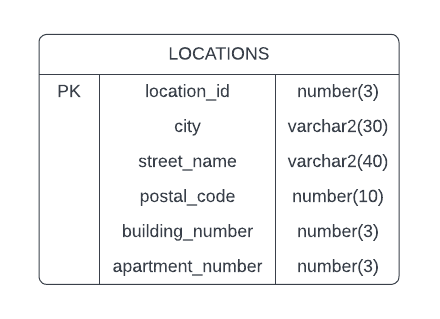 LOCATIONS
PK location_id number(3)
city varchar2(30)
street_name varchar2(40)
postal_code number(10)
building_number number(3)
apartment_number number(3)